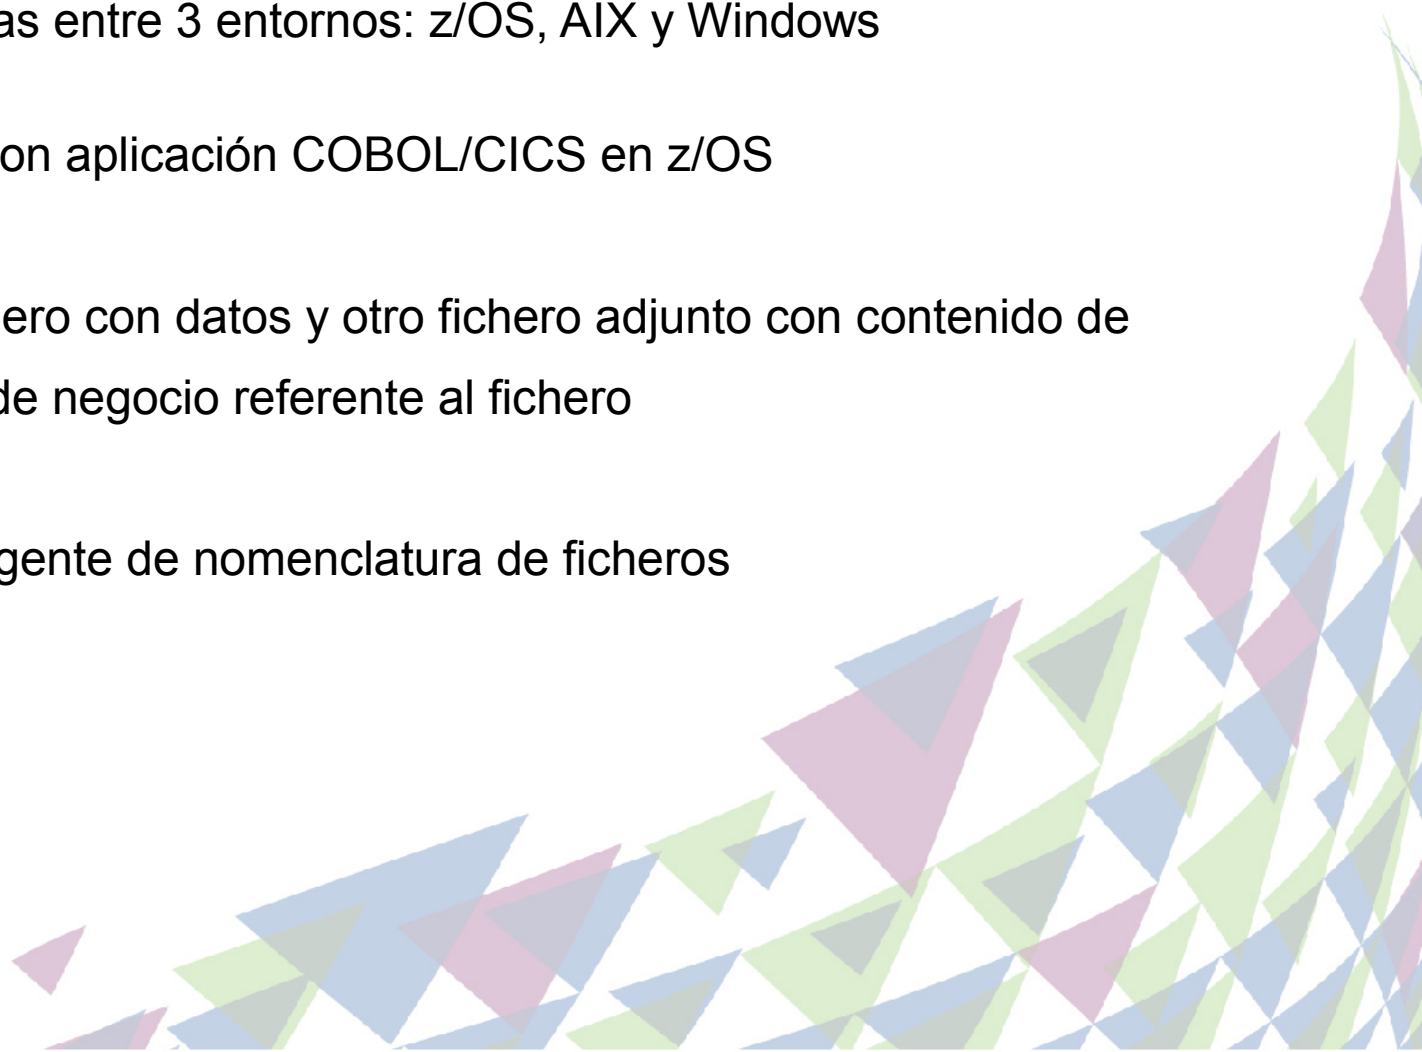 as entre 3 entornos: z/OS, AIX y Windows
on aplicación COBOL/CICS en z/OS
ero con datos y otro fichero adjunto con contenido de
de negocio referente al fichero
gente de nomenclatura de ficheros